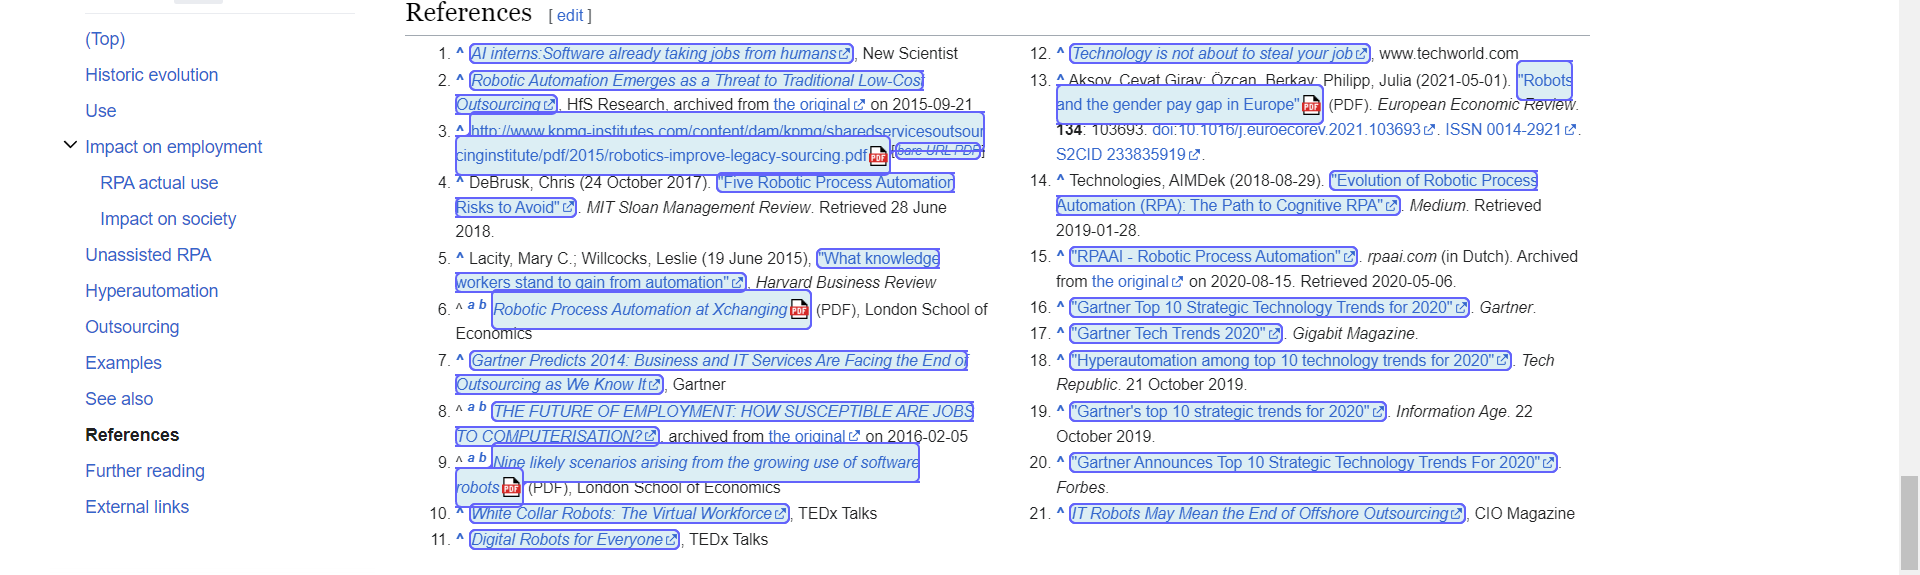 (Top)
Historic evolution
Use
Impact on employment
RPA actual use
Impact on society
Unassisted RPA
Hyperautomation
Outsourcing
Examples
See also
References
Further reading
External links
References [ edit ]
1. ^ AI interns:Software already taking jobs from humans, New Scientist
2. ^ Robotic Automation Emerges as a Threat to Traditional Low-Cost
Outsourcing, HfS Research, archived from the original on 2015-09-21
3. ^ http://www.kpmg-institutes.com/content/dam/kpmg/sharedservicesoutsour
cinginstitute/pdf/2015/robotics-improve-legacy-sourcing.pdf [bare URL PDF]
4. ^ DeBrusk, Chris (24 October 2017). "Five Robotic Process Automation
Risks to Avoid". MIT Sloan Management Review. Retrieved 28 June
2018.
5. ^ Lacity, Mary C.; Willcocks, Leslie (19 June 2015), "What knowledge
workers stand to gain from automation", Harvard Business Review
6. ^ a b Robotic Process Automation at Xchanging (PDF), London School of
Economics
7. ^ Gartner Predicts 2014: Business and IT Services Are Facing the End of
Outsourcing as We Know It, Gartner
8. ^ a b THE FUTURE OF EMPLOYMENT: HOW SUSCEPTIBLE ARE JOBS
TO COMPUTERISATION?, archived from the original on 2016-02-05
9. ^ a b Nine likely scenarios arising from the growing use of software
robots (PDF), London School of Economics
10. ^ White Collar Robots: The Virtual Workforce, TEDx Talks
11. ^ Digital Robots for Everyone, TEDx Talks
12. ^ Technology is not about to steal your job, www.techworld.com
13. ^ Aksoy, Cevat Giray; Özcan, Berkay; Philipp, Julia (2021-05-01). "Robots
and the gender pay gap in Europe" (PDF). European Economic Review.
134: 103693. doi:10.1016/j.euroecorev.2021.103693. ISSN 0014-2921.
S2CID 233835919.
14. ^ Technologies, AIMDek (2018-08-29). "Evolution of Robotic Process
Automation (RPA): The Path to Cognitive RPA". Medium. Retrieved
2019-01-28.
15. ^ "RPAAI - Robotic Process Automation". rpaai.com (in Dutch). Archived
from the original on 2020-08-15. Retrieved 2020-05-06.
16. ^ "Gartner Top 10 Strategic Technology Trends for 2020". Gartner.
17. ^ "Gartner Tech Trends 2020". Gigabit Magazine.
18. ^ "Hyperautomation among top 10 technology trends for 2020". Tech
Republic. 21 October 2019.
19. ^ "Gartner's top 10 strategic trends for 2020". Information Age. 22
October 2019.
20. ^ "Gartner Announces Top 10 Strategic Technology Trends For 2020".
Forbes.
21. ^ IT Robots May Mean the End of Offshore Outsourcing, CIO Magazine